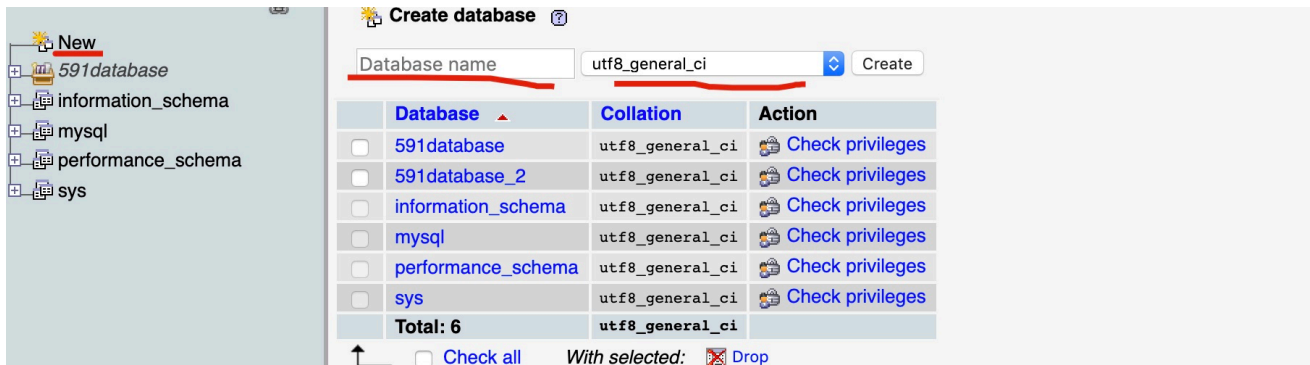 New
591database
information_schema
mysql
performance_schema
sys
Create database
Database name utf8_general_ci Create
Database Collation Action
591database utf8_general_ci Check privileges
591database_2 utf8_general_ci Check privileges
information_schema utf8_general_ci Check privileges
mysql utf8_general_ci Check privileges
performance_schema utf8_general_ci Check privileges
sys utf8_general_ci Check privileges
Total: 6 utf8_general_ci
Check all With selected: Drop